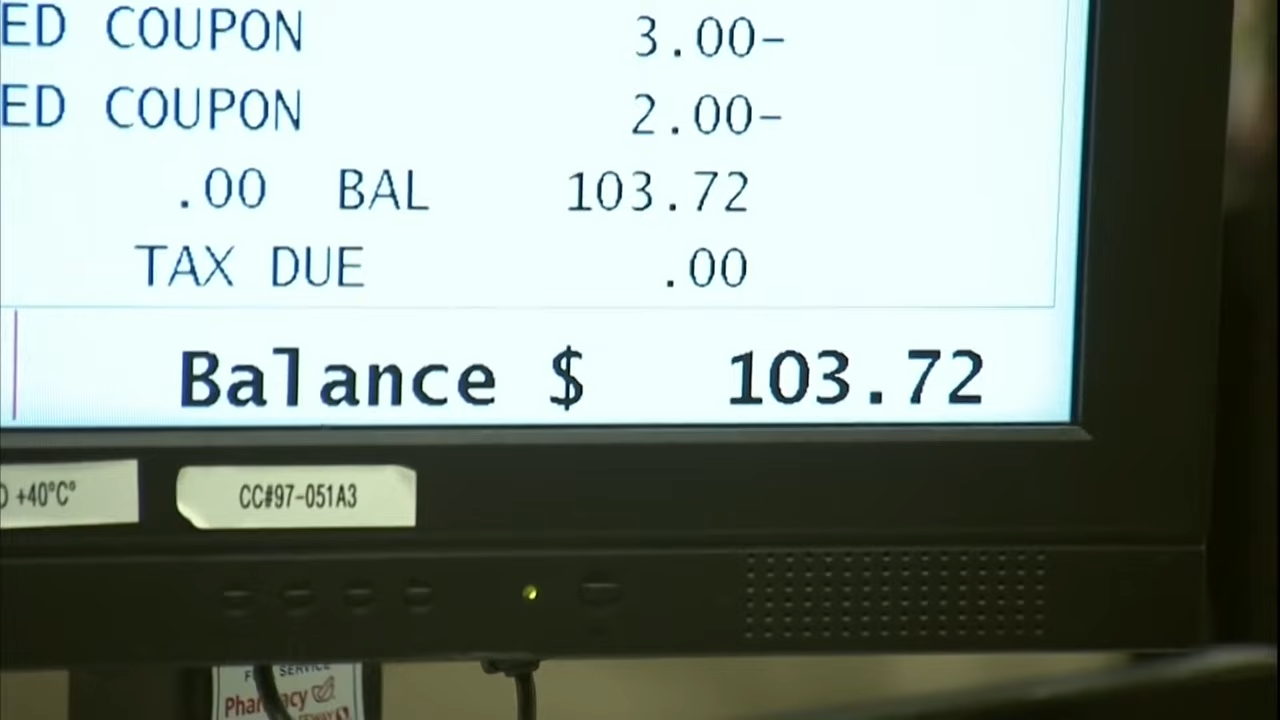 ED COUPON 3.00-
ED COUPON 2.00-
.00 BAL 103.72
TAX DUE .00
Balance $ 103.72
+40°C°
CC#97-051A3
SERVICE